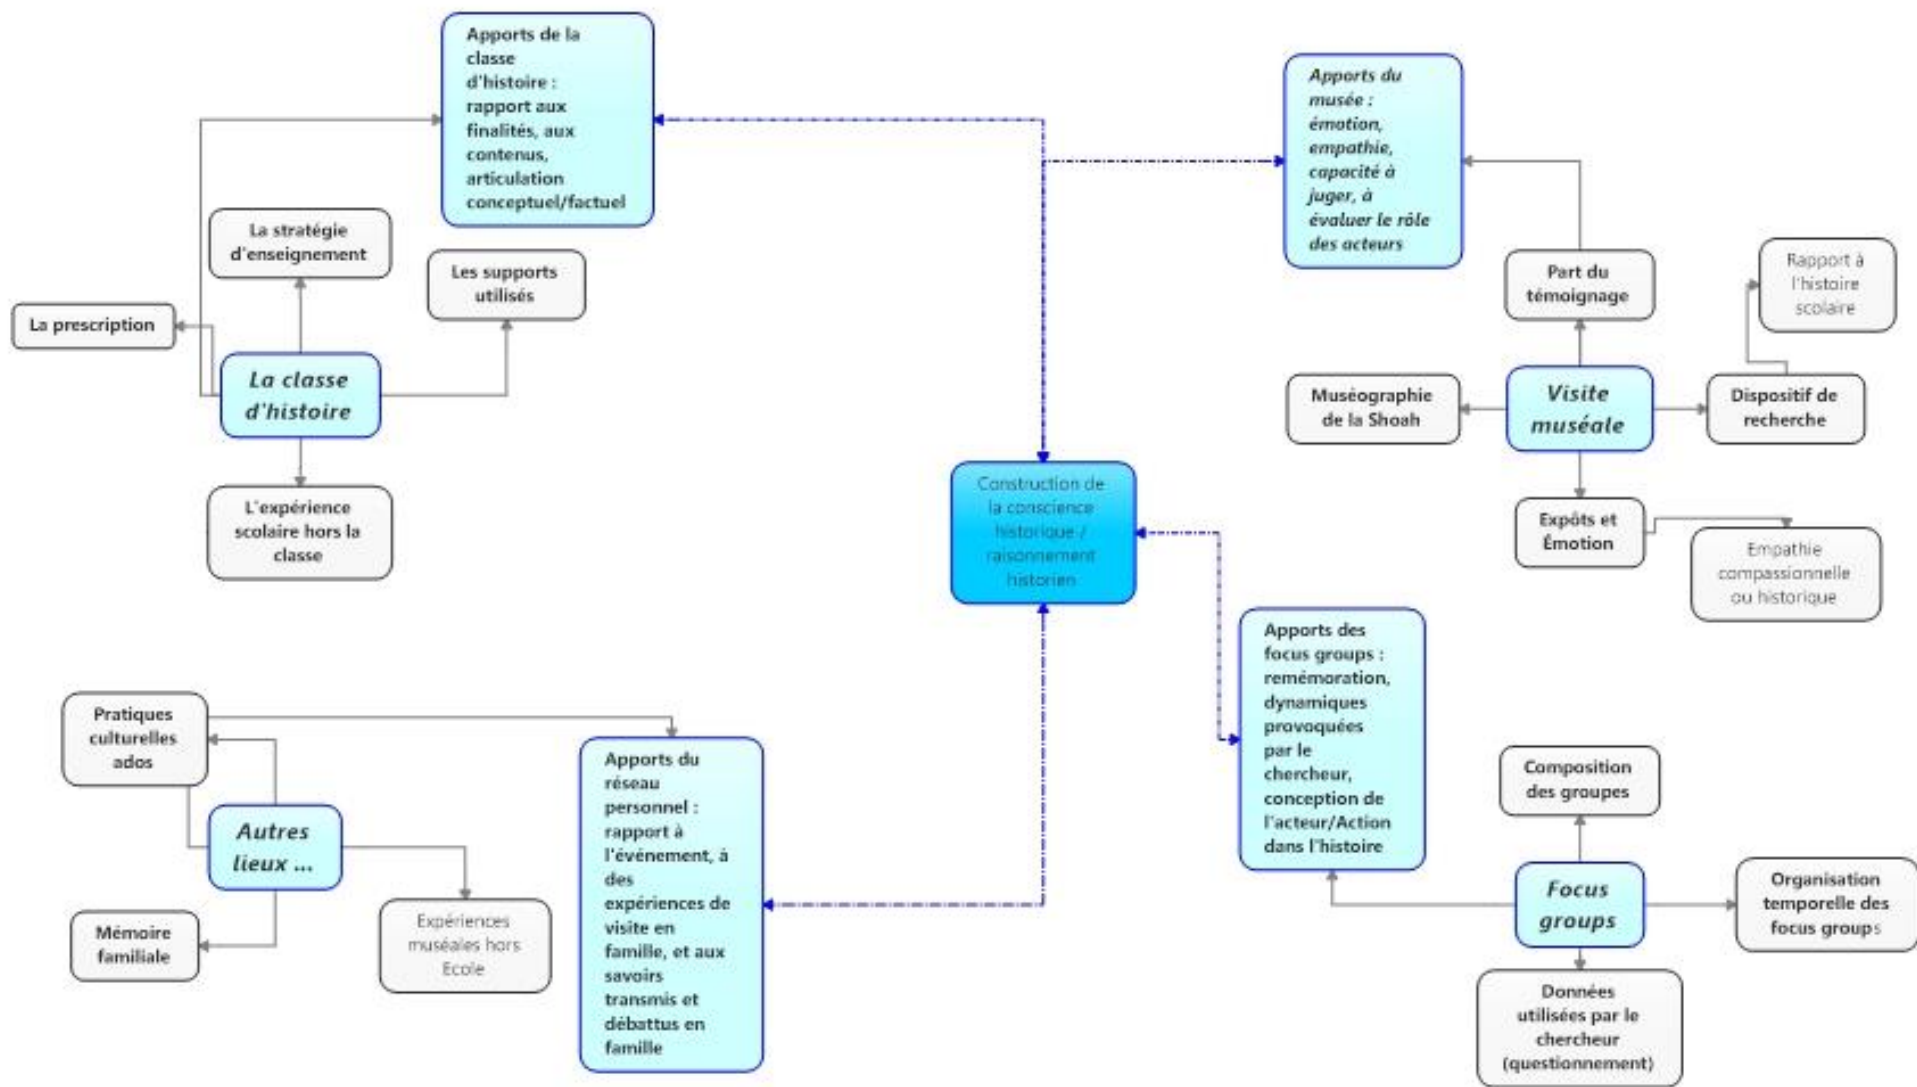 Apports de la
classe
d'histoire :
rapport aux
finalités, aux
contenus,
articulation
conceptuel/factuel
La stratégie
d'enseignement
Les supports
utilisés
La prescription
La classe
d'histoire
L'expérience
scolaire hors la
classe
Apports du
musée :
émotion,
empathie,
capacité à
juger, à
évaluer le rôle
des acteurs
Part du
témoignage
Rapport à
l'histoire
scolaire
Muséographie
de la Shoah
Visite
muséale
Dispositif de
recherche
Expôts et
Émotion
Empathie
compassionnelle
ou historique
Construction de
la conscience
historique /
raisonnement
historien
Pratiques
culturelles
ados
Autres
lieux ...
Mémoire
familiale
Expériences
muséales hors
Ecole
Apports du
réseau
personnel :
rapport à
l'événement, à
des
expériences de
visite en
famille, et aux
savoirs
transmis et
débattus en
famille
Apports des
focus groups :
remémoration,
dynamiques
provoquées
par le
chercheur,
conception de
l'acteur/Action
dans l'histoire
Composition
des groupes
Focus
groups
Organisation
temporelle des
focus groups
Données
utilisées par le
chercheur
(questionnement)